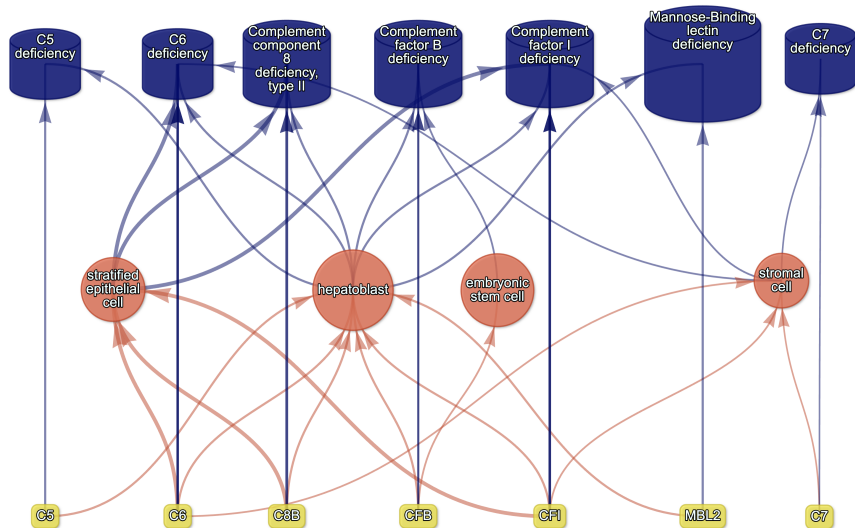 C5
deficiency
C6
deficiency
Complement
component
8
deficiency,
type II
Complement
factor B
deficiency
Complement
factor I
deficiency
Mannose-Binding
lectin
deficiency
C7
deficiency
stratified
epithelial
cell
hepatoblast
embryonic
stem cell
stromal
cell
C5
C6
C8B
CFB
CFI
MBL2
C7